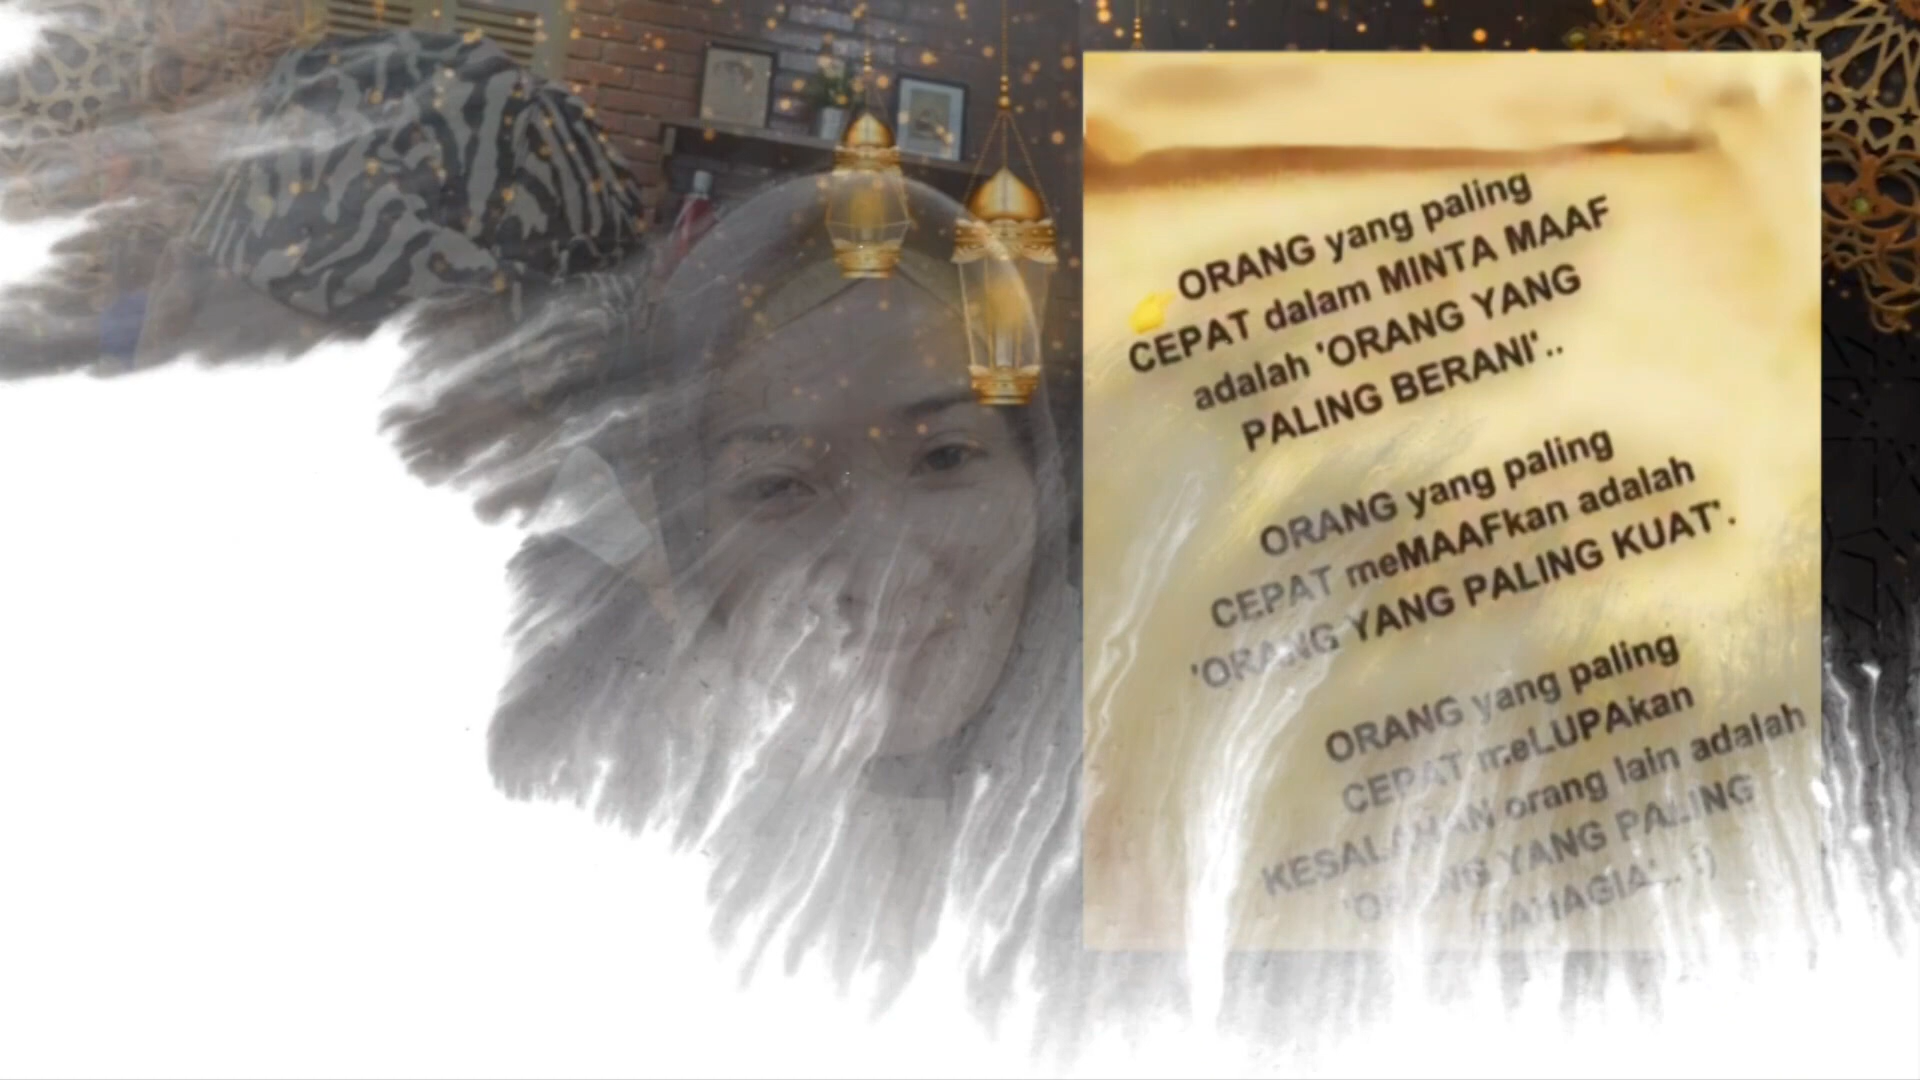 ORANG yang paling
CEPAT dalam MINTA MAAF
adalah 'ORANG YANG
PALING BERANI'..
ORANG yang paling
CEPAT meMAAFkan adalah
'ORANG YANG PALING KUAT'.
ORANG yang paling
CEPAT meLUPAkan
KESALAHAN orang lain adalah
'ORANG YANG PALING
BAHAGIA'.. :)